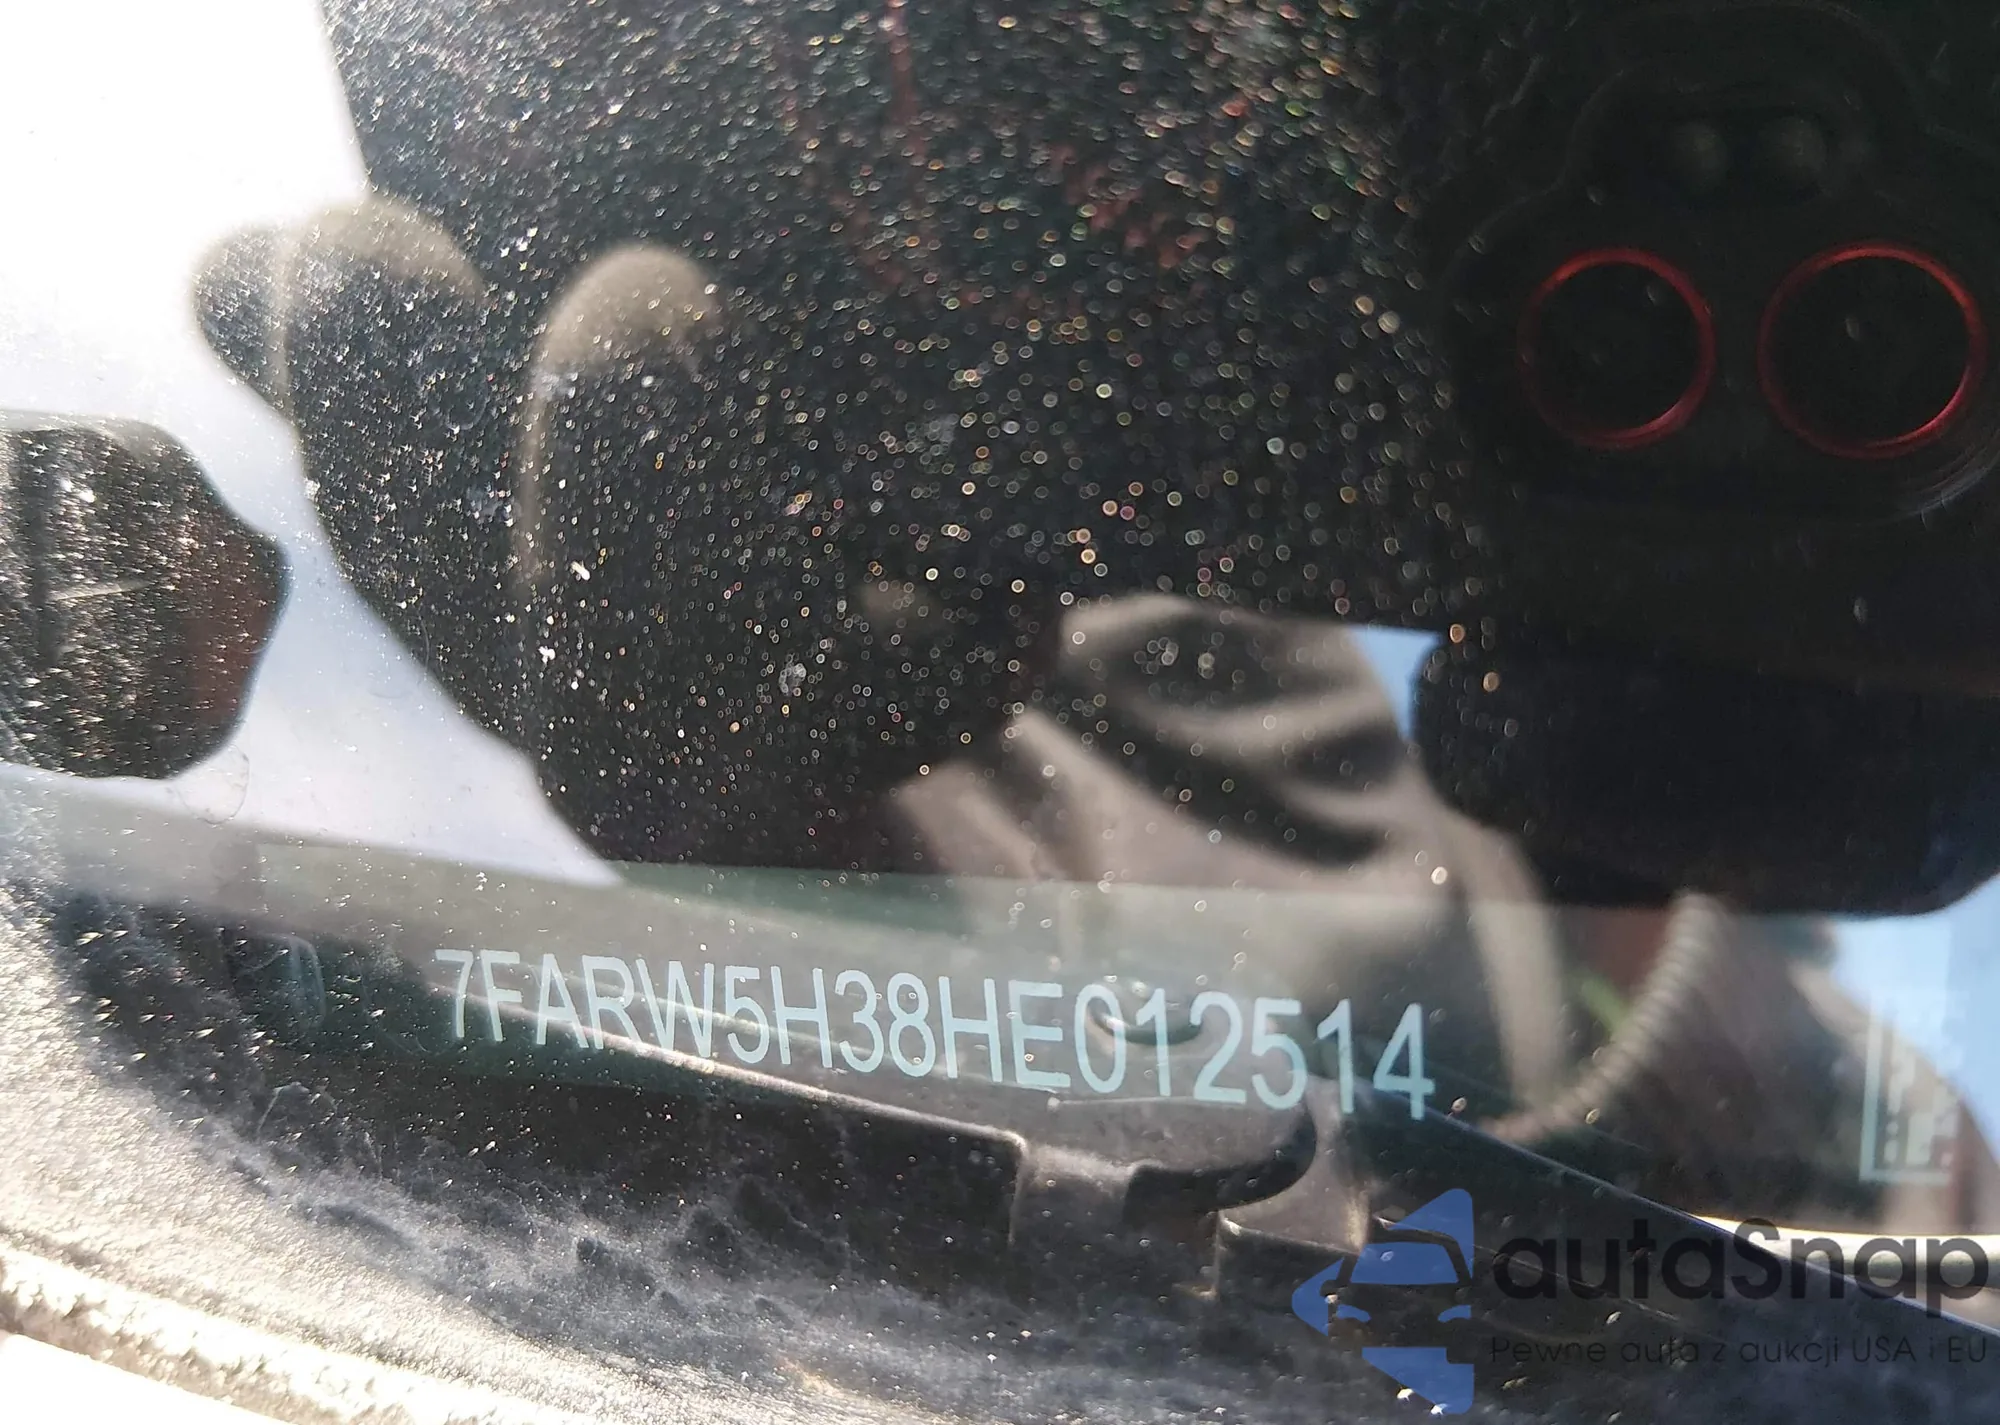 7FARW5H38HE012514
autaSnap
Pewne auta z aukcji USA i EU